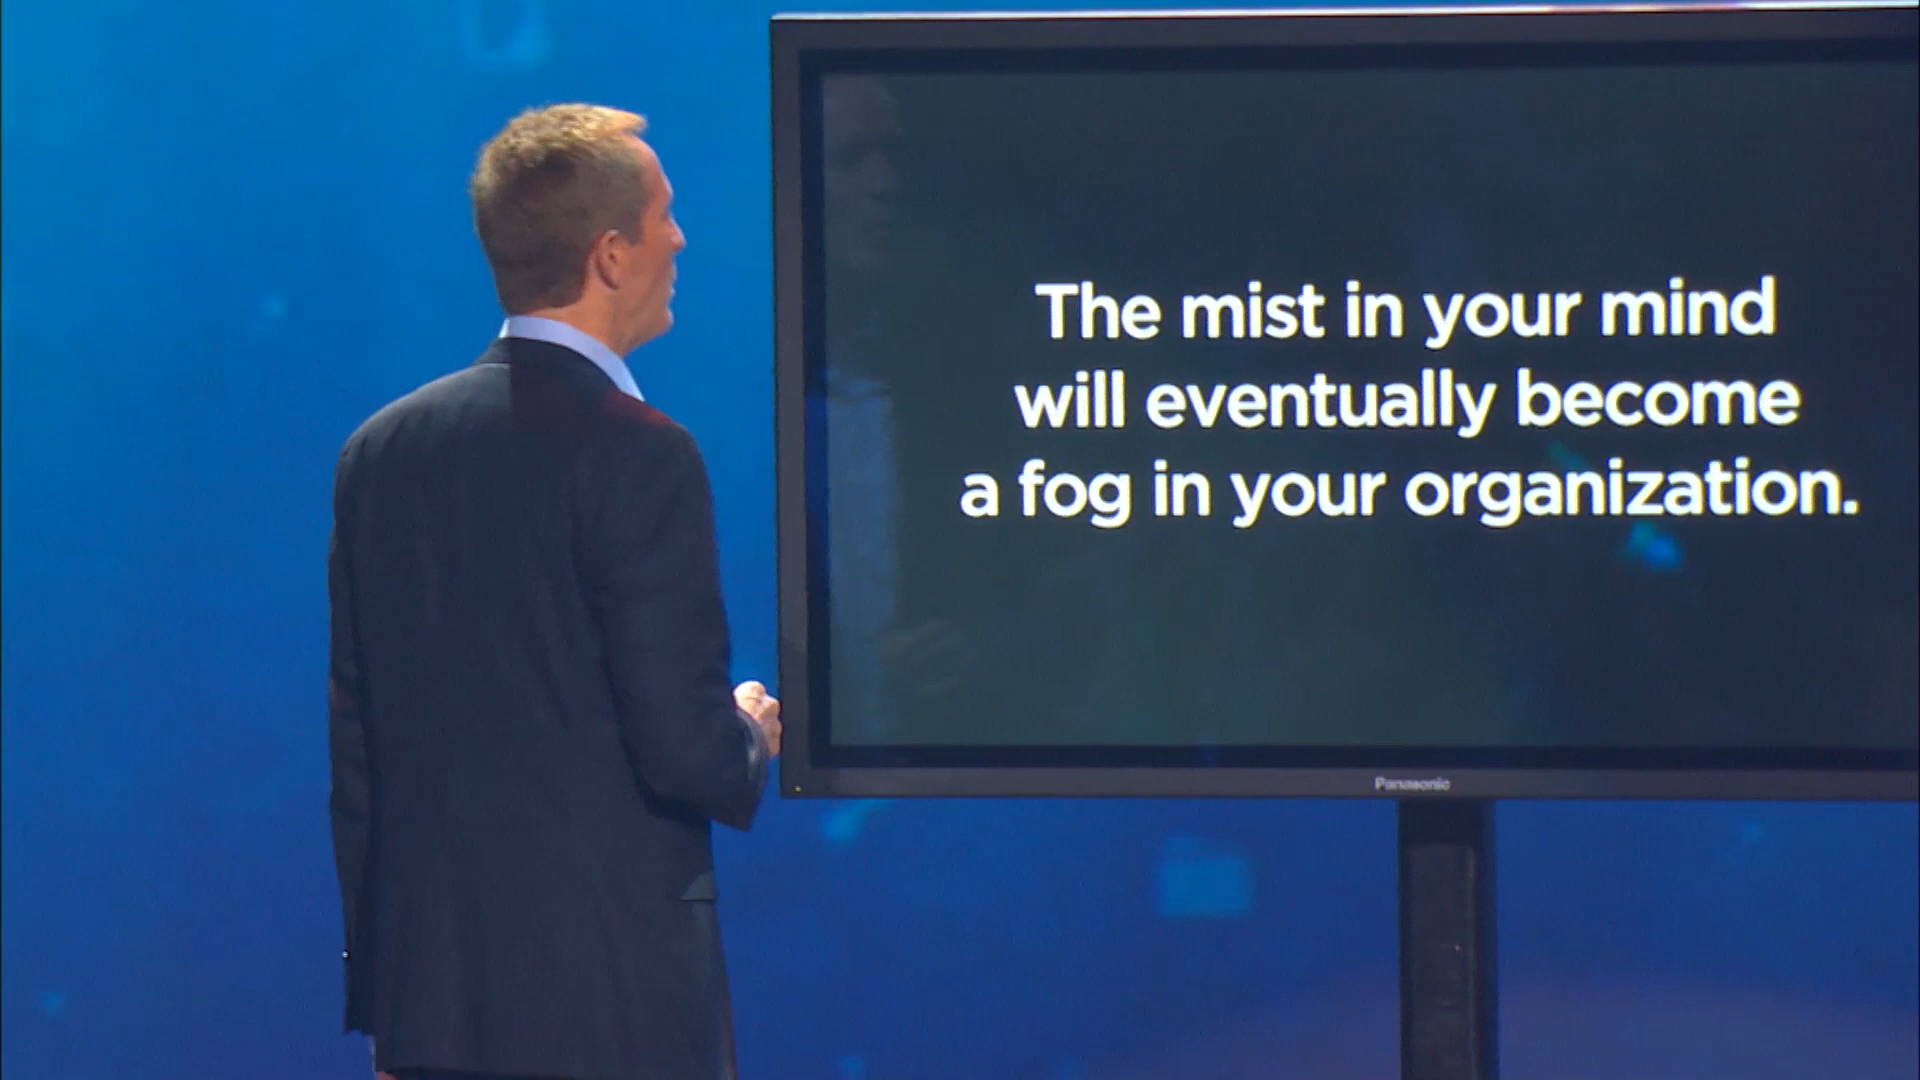 The mist in your mind
will eventually become
a fog in your organization.
Panasonic